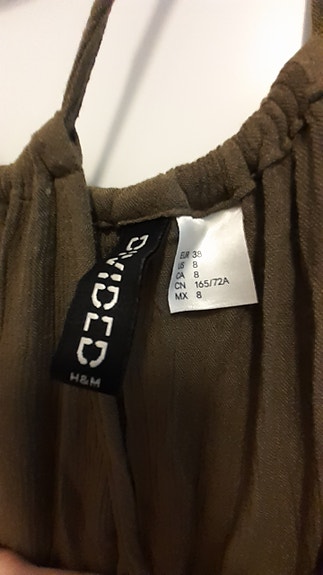 DIVIDED
H&M
EUR 38
US 8
CA 8
CN 165/72A
MX 8